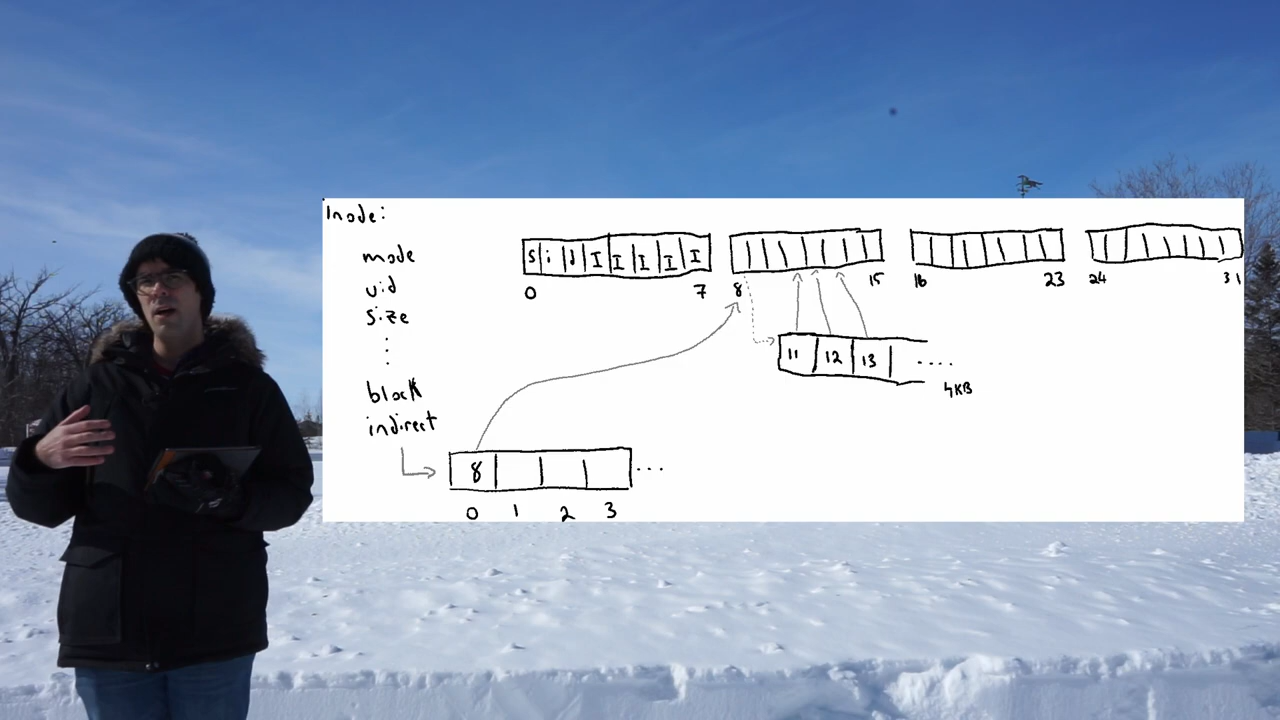 Inode:
mode
uid
size
block
indirect
S i d I I I I I
0 7 8 15 16 23 24 31
11 12 13 ....
4KB
8 ...
0 1 2 3